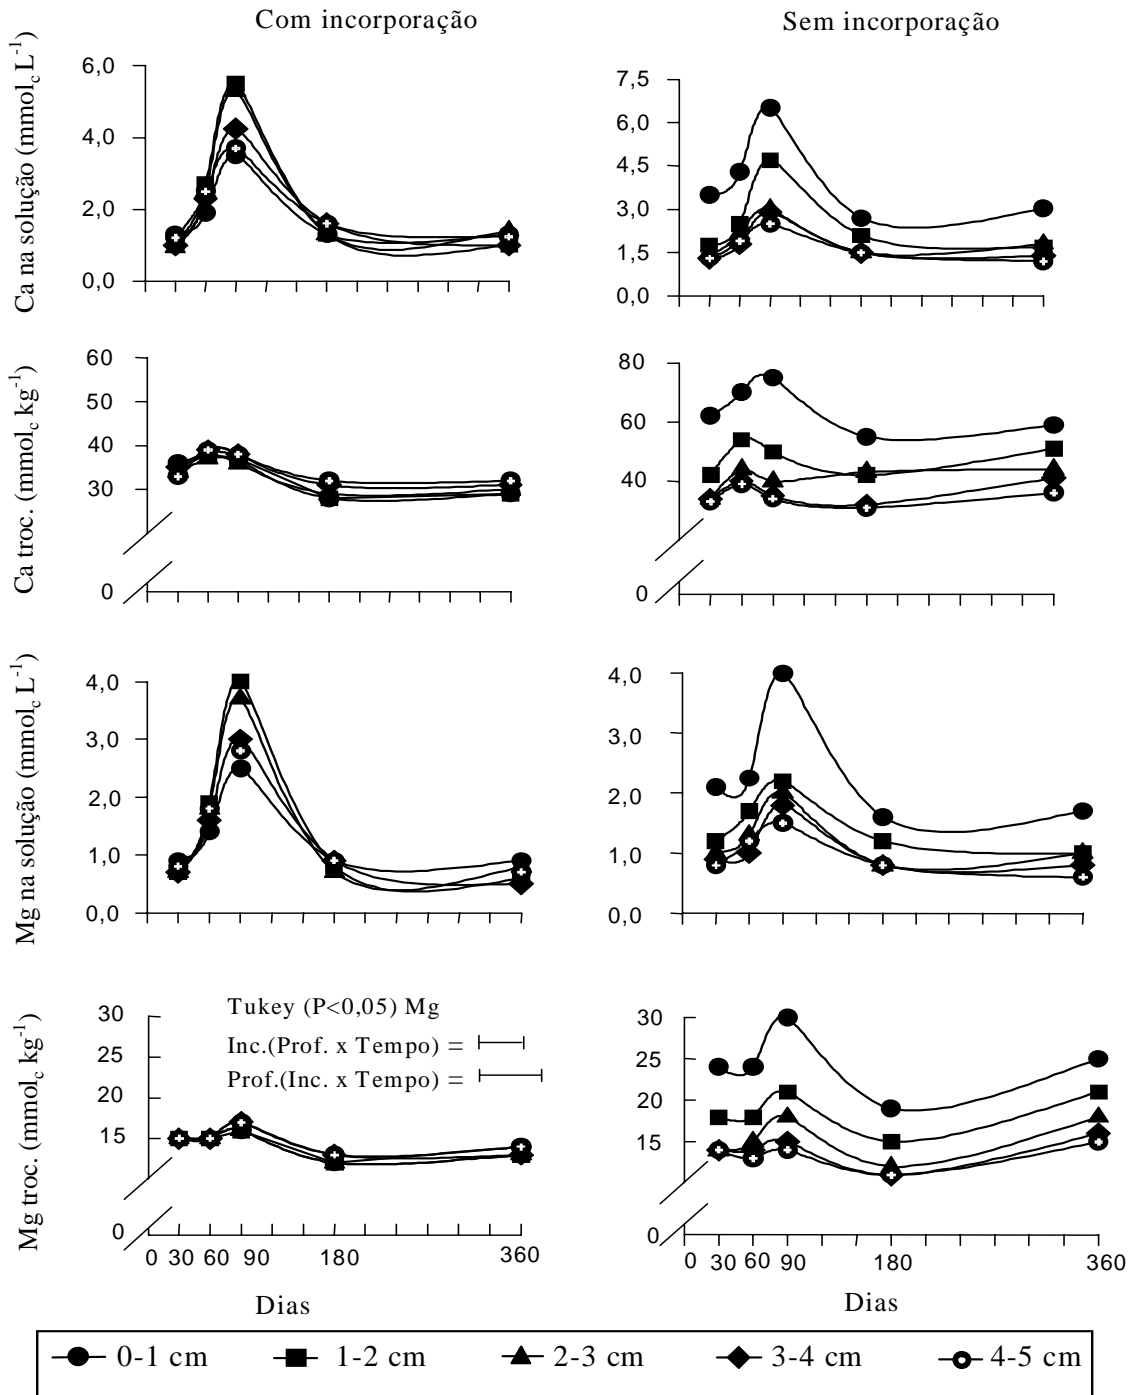 Com incorporação
Sem incorporação
Ca na solução (mmol_c L^-1)
6,0
4,0
2,0
0,0
7,5
6,0
4,5
3,0
1,5
0,0
Ca troc. (mmol_c kg^-1)
60
50
40
30
0
80
60
40
0
Mg na solução (mmol_c L^-1)
4,0
3,0
2,0
1,0
0,0
4,0
3,0
2,0
1,0
0,0
Mg troc. (mmol_c kg^-1)
30
25
20
15
0
Tukey (P<0,05) Mg
Inc.(Prof. x Tempo) =
Prof.(Inc. x Tempo) =
30
25
20
15
0
0 30 60 90 180 360
0 30 60 90 180 360
Dias
Dias
0-1 cm 1-2 cm 2-3 cm 3-4 cm 4-5 cm